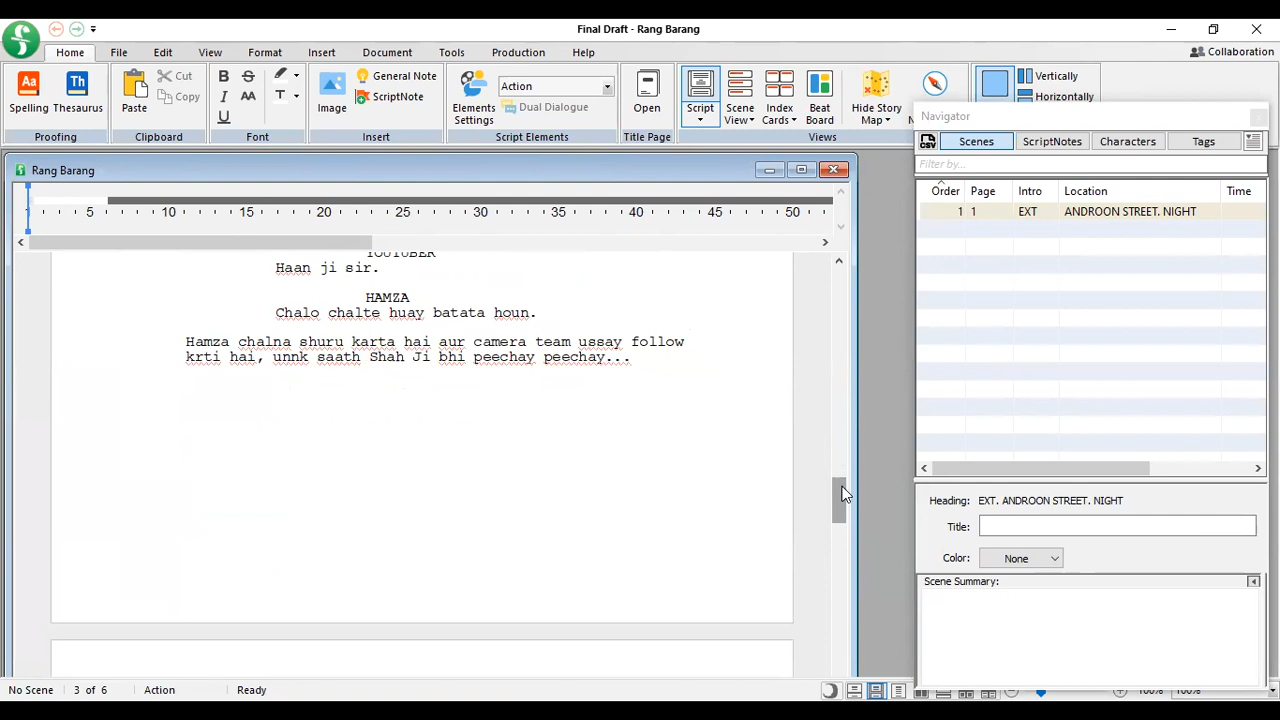 Final Draft - Rang Barang
Home File Edit View Format Insert Document Tools Production Help
Collaboration
Spelling Thesaurus
Proofing
Paste
Cut
Copy
Clipboard
Font
Image
General Note
ScriptNote
Insert
Elements Settings
Action
Dual Dialogue
Script Elements
Open
Title Page
Script
Scene View
Index Cards
Beat Board
Hide Story Map
Views
Vertically
Horizontally
Rang Barang
5 10 15 20 25 30 35 40 45 50
YOUTUBER
Haan ji sir.
HAMZA
Chalo chalte huay batata houn.
Hamza chalna shuru karta hai aur camera team ussay follow
krti hai, unnk saath Shah Ji bhi peechay peechay...
Navigator
CSV Scenes ScriptNotes Characters Tags
Filter by...
Order Page Intro Location Time
1 1 EXT ANDROON STREET. NIGHT
Heading: EXT. ANDROON STREET. NIGHT
Title:
Color: None
Scene Summary:
No Scene 3 of 6 Action Ready
100% 100%